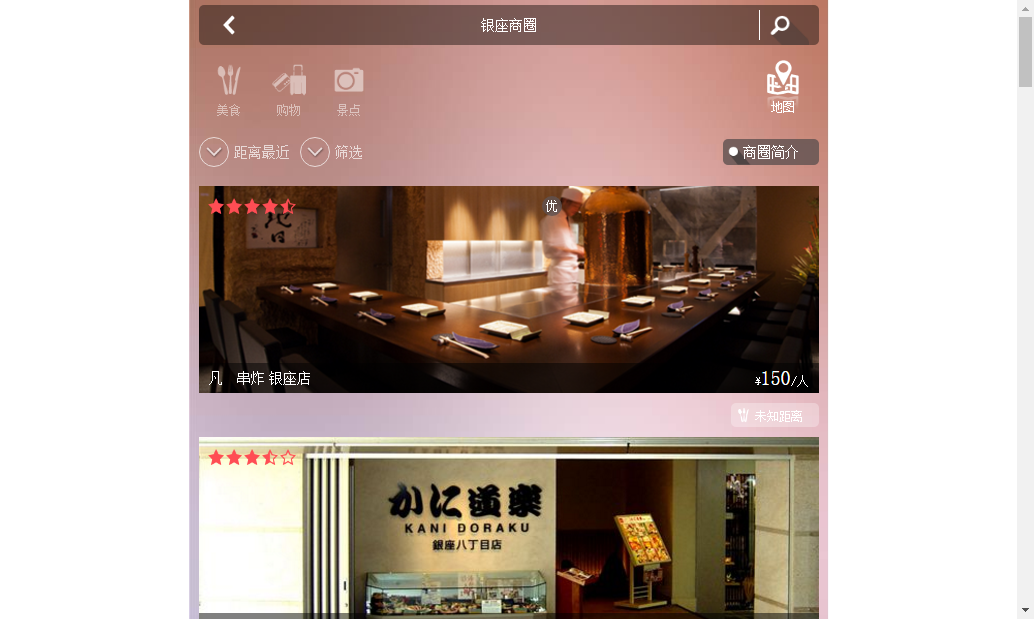 银座商圈
美食
购物
景点
地图
距离最近
筛选
商圈简介
优
凡 串炸 银座店
¥150/人
未知距离
かに道楽
KANI DORAKU
銀座八丁目店